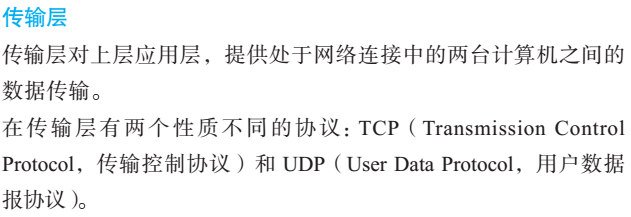 传输层
传输层对上层应用层，提供处于网络连接中的两台计算机之间的
数据传输。
在传输层有两个性质不同的协议：TCP（Transmission Control
Protocol，传输控制协议）和 UDP（User Data Protocol，用户数据
报协议）。